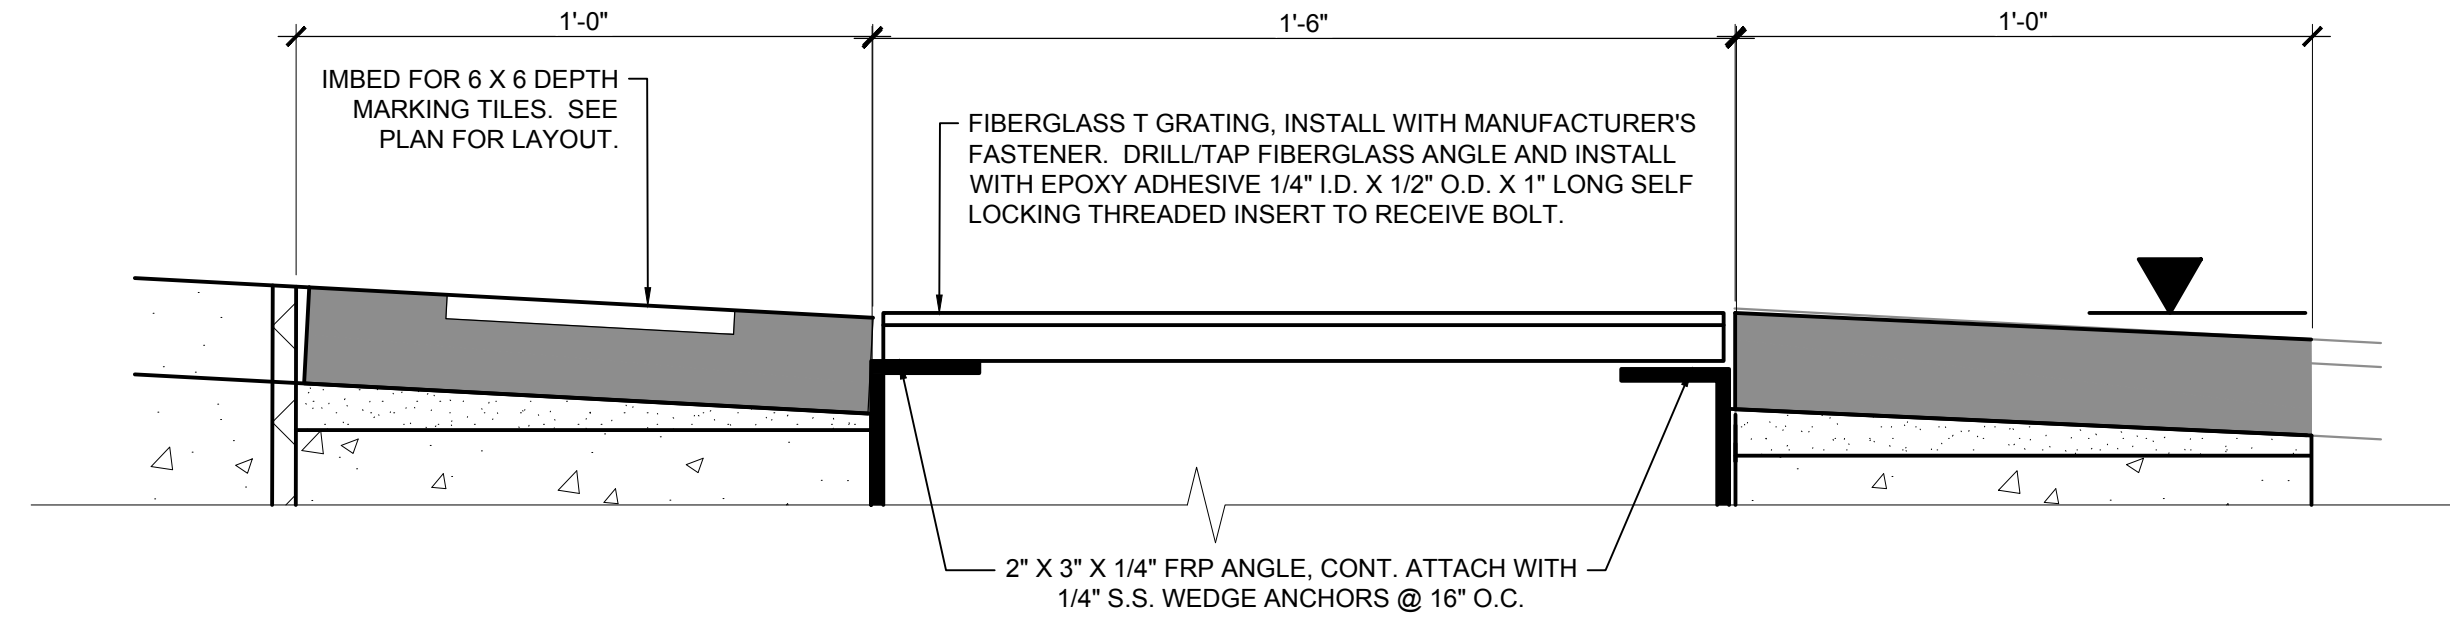 1'-0"
1'-6"
1'-0"
IMBED FOR 6 X 6 DEPTH
MARKING TILES. SEE
PLAN FOR LAYOUT.
FIBERGLASS T GRATING, INSTALL WITH MANUFACTURER'S
FASTENER. DRILL/TAP FIBERGLASS ANGLE AND INSTALL
WITH EPOXY ADHESIVE 1/4" I.D. X 1/2" O.D. X 1" LONG SELF
LOCKING THREADED INSERT TO RECEIVE BOLT.
2" X 3" X 1/4" FRP ANGLE, CONT. ATTACH WITH
1/4" S.S. WEDGE ANCHORS @ 16" O.C.